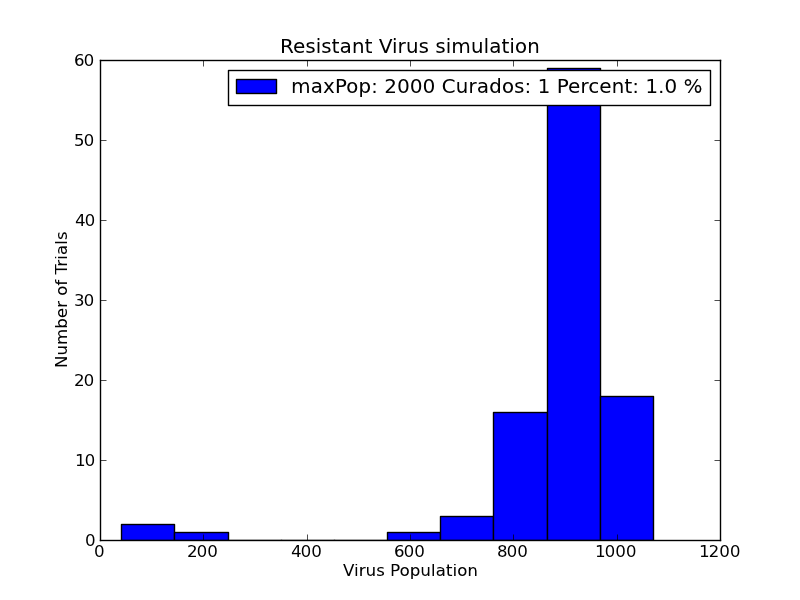 Resistant Virus simulation
maxPop: 2000 Curados: 1 Percent: 1.0 %
60
50
40
30
20
10
0
Number of Trials
0 200 400 600 800 1000 1200
Virus Population